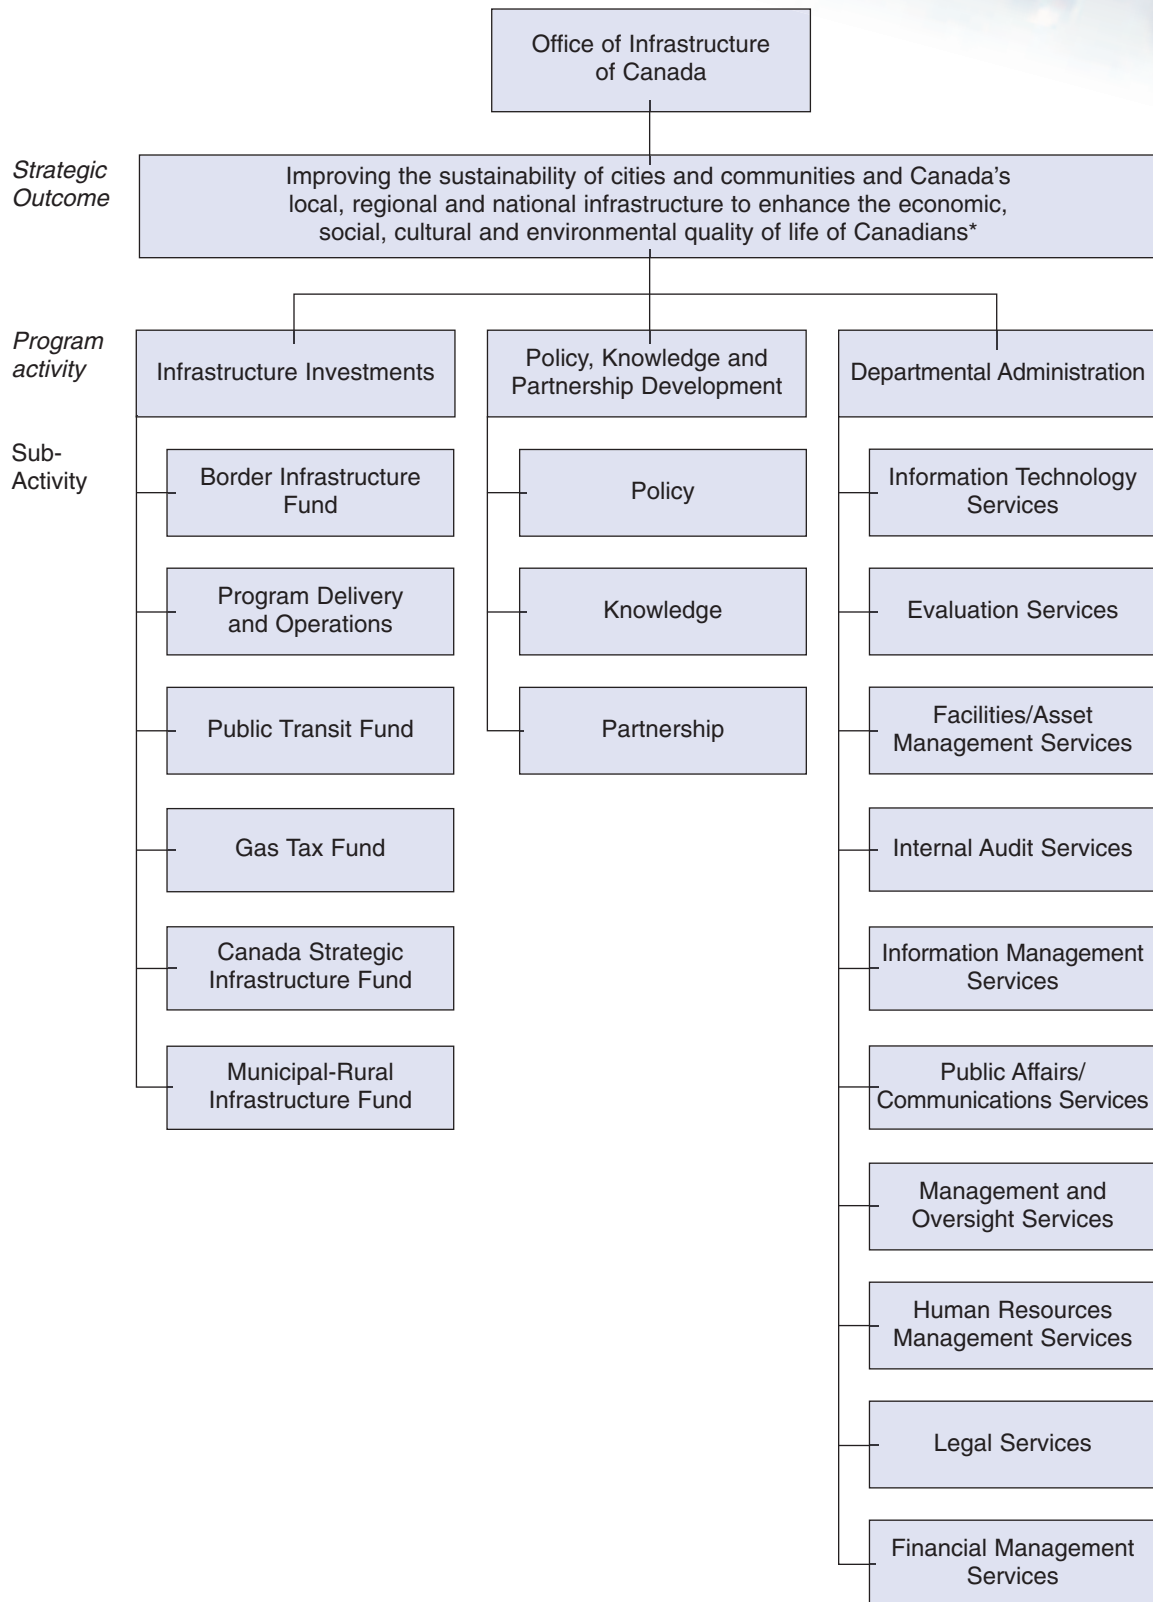 Office of Infrastructure
of Canada
Strategic
Outcome
Improving the sustainability of cities and communities and Canada's
local, regional and national infrastructure to enhance the economic,
social, cultural and environmental quality of life of Canadians*
Program
activity
Infrastructure Investments
Policy, Knowledge and
Partnership Development
Departmental Administration
Sub-
Activity
Border Infrastructure
Fund
Program Delivery
and Operations
Public Transit Fund
Gas Tax Fund
Canada Strategic
Infrastructure Fund
Municipal-Rural
Infrastructure Fund
Policy
Knowledge
Partnership
Information Technology
Services
Evaluation Services
Facilities/Asset
Management Services
Internal Audit Services
Information Management
Services
Public Affairs/
Communications Services
Management and
Oversight Services
Human Resources
Management Services
Legal Services
Financial Management
Services